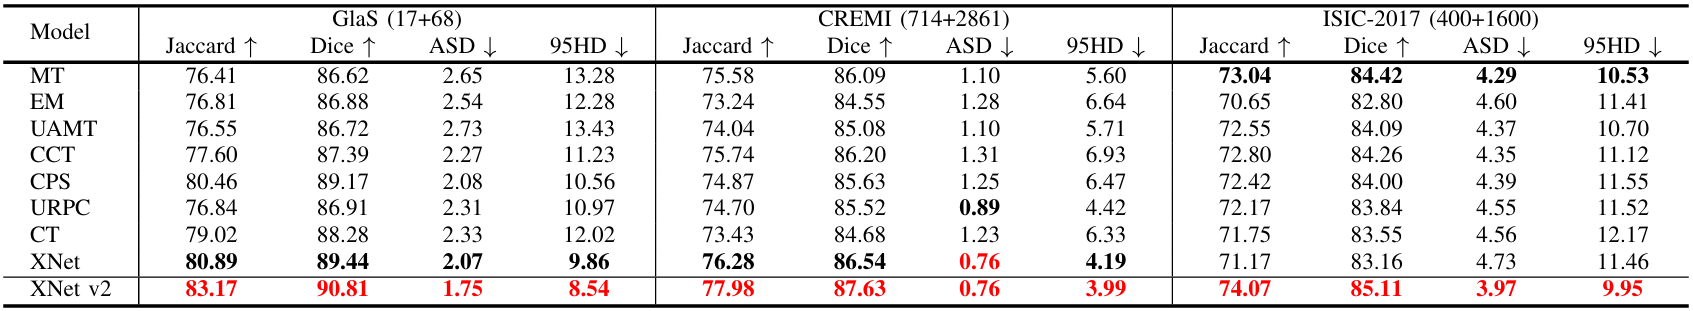 Model GlaS (17+68) CREMI (714+2861) ISIC-2017 (400+1600)
Jaccard ↑ Dice ↑ ASD ↓ 95HD ↓ Jaccard ↑ Dice ↑ ASD ↓ 95HD ↓ Jaccard ↑ Dice ↑ ASD ↓ 95HD ↓
MT 76.41 86.62 2.65 13.28 75.58 86.09 1.10 5.60 73.04 84.42 4.29 10.53
EM 76.81 86.88 2.54 12.28 73.24 84.55 1.28 6.64 70.65 82.80 4.60 11.41
UAMT 76.55 86.72 2.73 13.43 74.04 85.08 1.10 5.71 72.55 84.09 4.37 10.70
CCT 77.60 87.39 2.27 11.23 75.74 86.20 1.31 6.93 72.80 84.26 4.35 11.12
CPS 80.46 89.17 2.08 10.56 74.87 85.63 1.25 6.47 72.42 84.00 4.39 11.55
URPC 76.84 86.91 2.31 10.97 74.70 85.52 0.89 4.42 72.17 83.84 4.55 11.52
CT 79.02 88.28 2.33 12.02 73.43 84.68 1.23 6.33 71.75 83.55 4.56 12.17
XNet 80.89 89.44 2.07 9.86 76.28 86.54 0.76 4.19 71.17 83.16 4.73 11.46
XNet v2 83.17 90.81 1.75 8.54 77.98 87.63 0.76 3.99 74.07 85.11 3.97 9.95